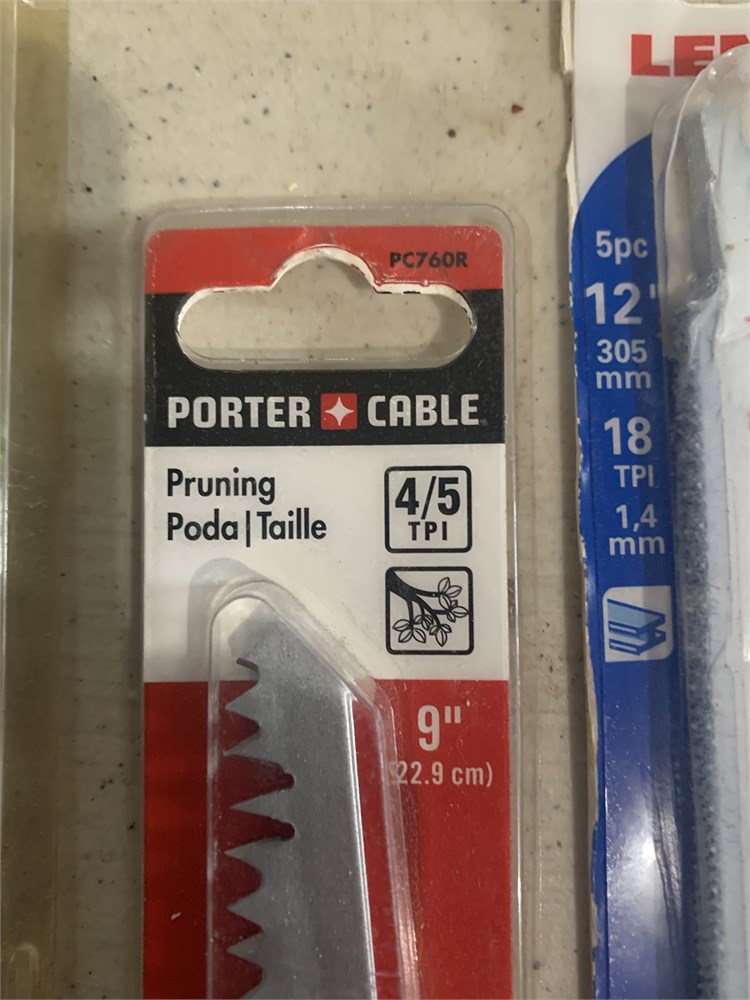 PC760R
PORTER CABLE
Pruning
Poda|Taille
4/5
TPI
9"
(22.9 cm)
5pc
12"
305
mm
18
TPI
1,4
mm